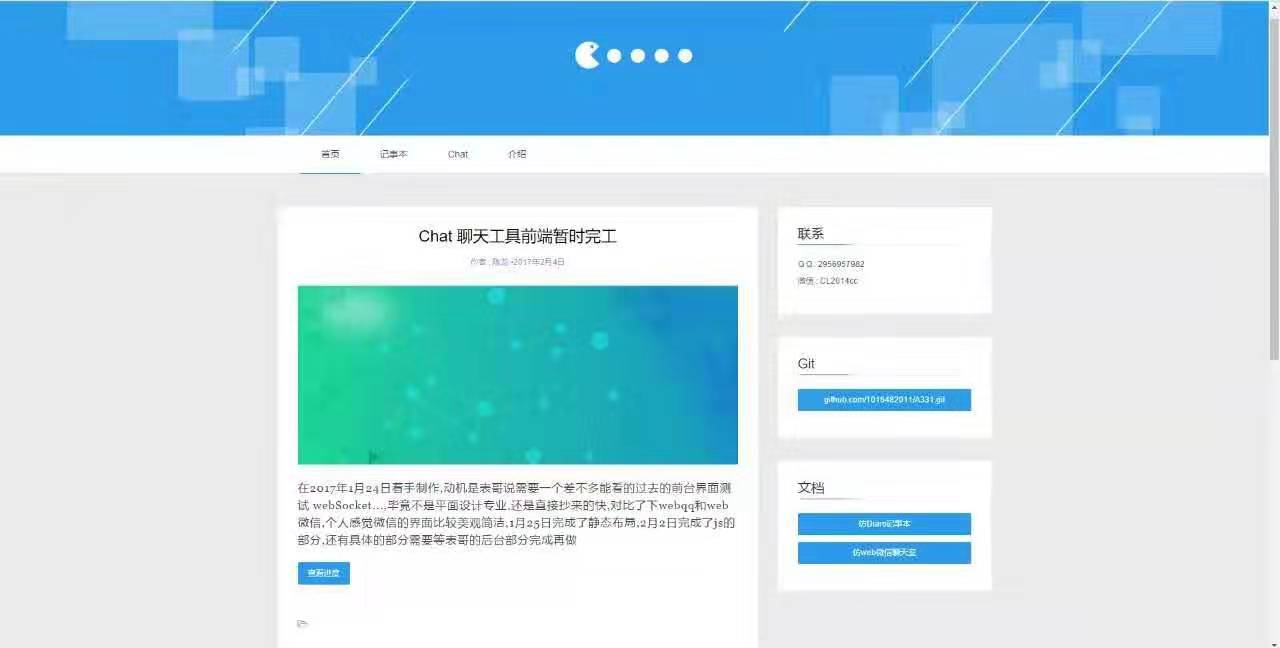 首页
记事本
Chat
介绍
Chat 聊天工具前端暂时完工
作者 : 陈龙 -2017年2月4日
在2017年1月24日着手制作,动机是表哥说需要一个差不多能看的过去的前台界面测
试 webSocket....毕竟不是平面设计专业,还是直接抄来的快,对比了下webqq和web
微信,个人感觉微信的界面比较美观简洁,1月25日完成了静态布局,2月2日完成了js的
部分,还有具体的部分需要等表哥的后台部分完成再做
查看进度
联系
Q Q : 2956957982
微信 : CL2014cc
Git
github.com/1016482011/A331.git
文档
仿Diaro记事本
仿web微信聊天室